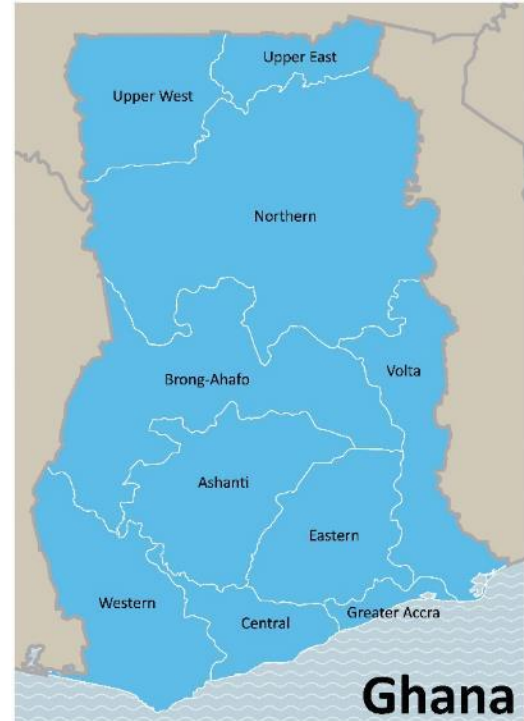 Upper East
Upper West
Northern
Volta
Brong-Ahafo
Ashanti
Eastern
Western
Greater Accra
Central
Ghana